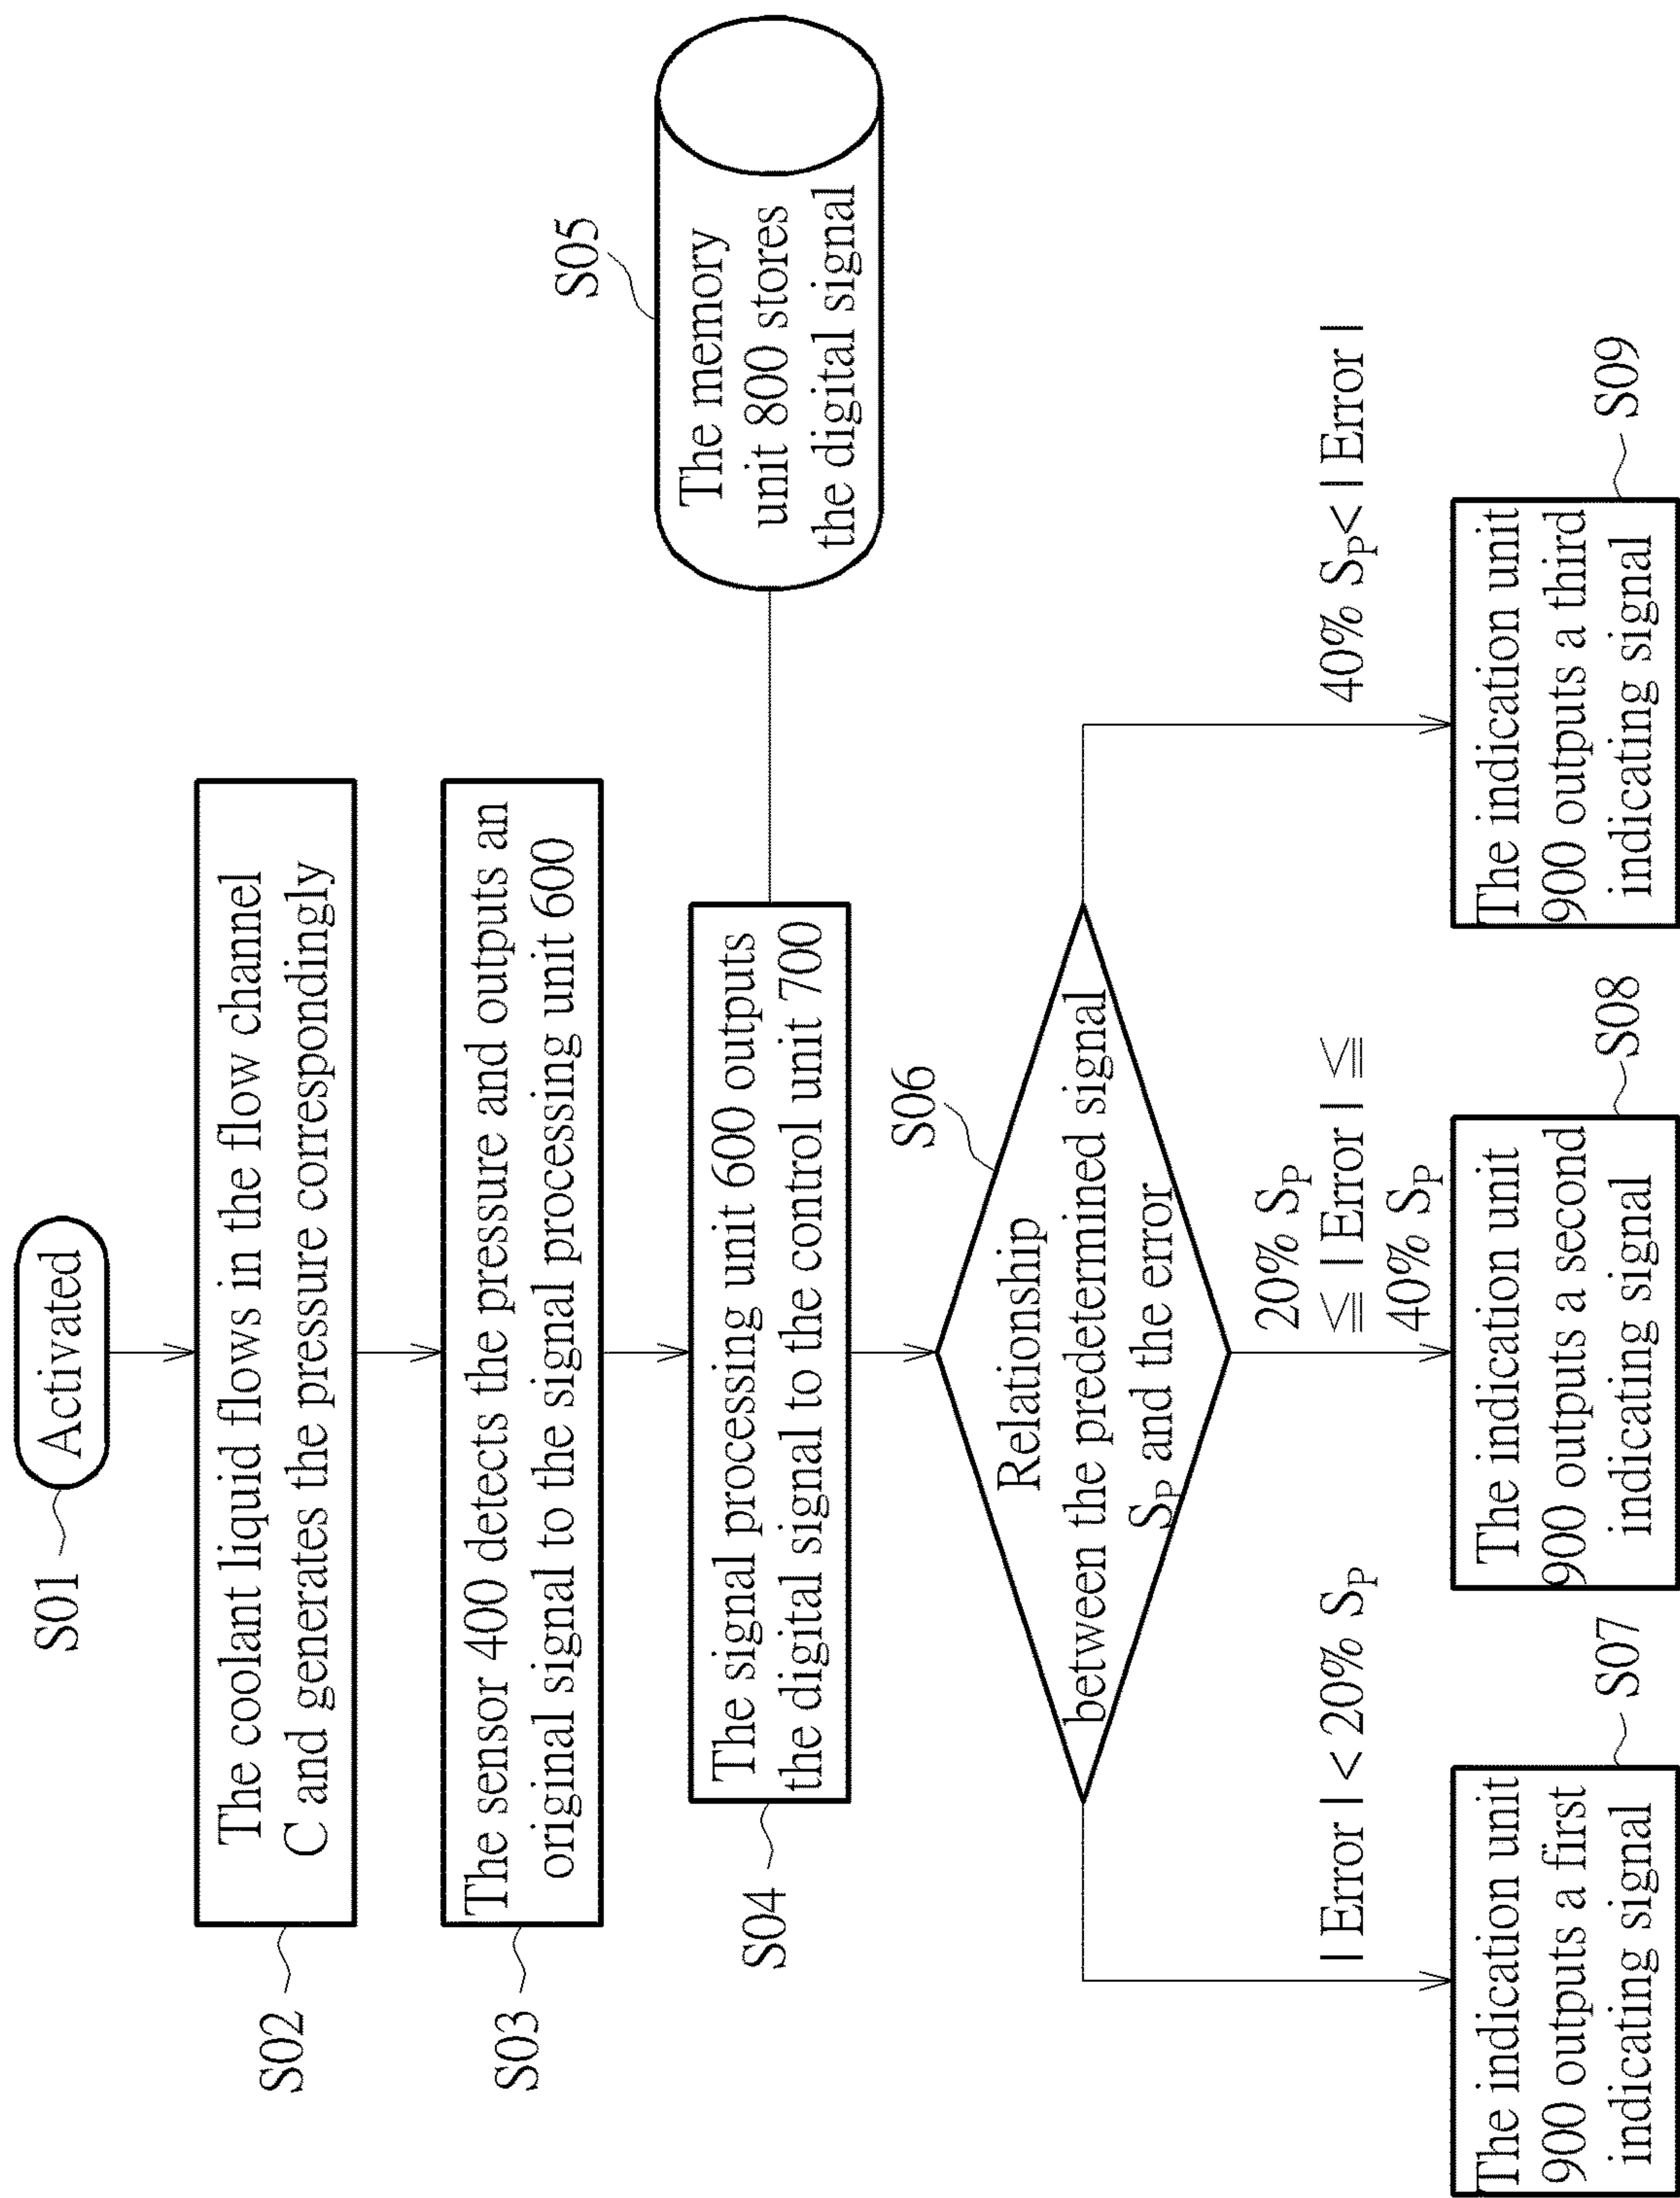 S01
Activated
S02
The coolant liquid flows in the flow channel
C and generates the pressure correspondingly
S03
The sensor 400 detects the pressure and outputs an
original signal to the signal processing unit 600
S04
The signal processing unit 600 outputs
the digital signal to the control unit 700
S05
The memory
unit 800 stores
the digital signal
S06
Relationship
between the predetermined signal
SP and the error
| Error | < 20% SP
20% SP
≦ | Error | ≦
40% SP
40% SP< | Error |
S07
The indication unit
900 outputs a first
indicating signal
S08
The indication unit
900 outputs a second
indicating signal
S09
The indication unit
900 outputs a third
indicating signal